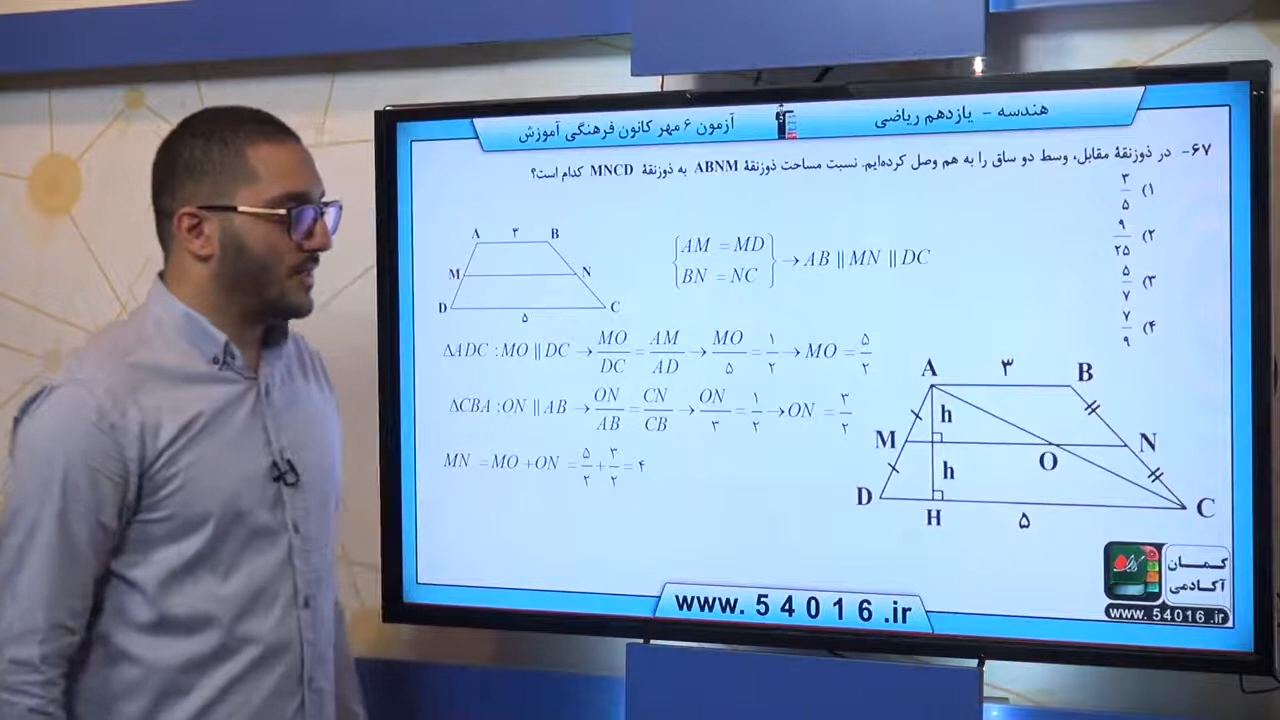 هندسه - یازدهم ریاضی
آزمون ۶ مهر کانون فرهنگی آموزش
۶۷- در ذوزنقهٔ مقابل، وسط دو ساق را به هم وصل کرده‌ایم. نسبت مساحت ذوزنقهٔ ABNM به ذوزنقهٔ MNCD کدام است؟
۱) ۳/۵
۲) ۹/۲۵
۳) ۵/۷
۴) ۷/۹
A ۳ B
M N
D C
۵
{AM = MD
BN = NC} → AB || MN || DC
ΔADC : MO || DC → MO/DC = AM/AD → MO/۵ = ۱/۲ → MO = ۵/۲
ΔCBA : ON || AB → ON/AB = CN/CB → ON/۳ = ۱/۲ → ON = ۳/۲
MN = MO + ON = ۵/۲ + ۳/۲ = ۴
A ۳ B
h
M O N
h
D H ۵ C
کمان
آکادمی
www. 54016 .ir
www. 5 4 0 1 6 .ir